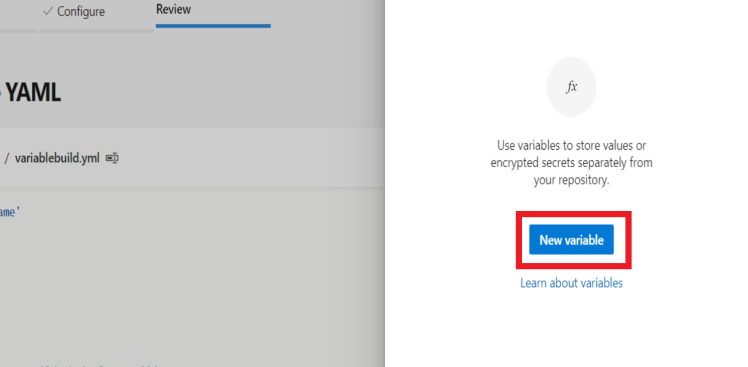 Configure
Review
YAML
/ variablebuild.yml
ame'
fx
Use variables to store values or
encrypted secrets separately from
your repository.
New variable
Learn about variables